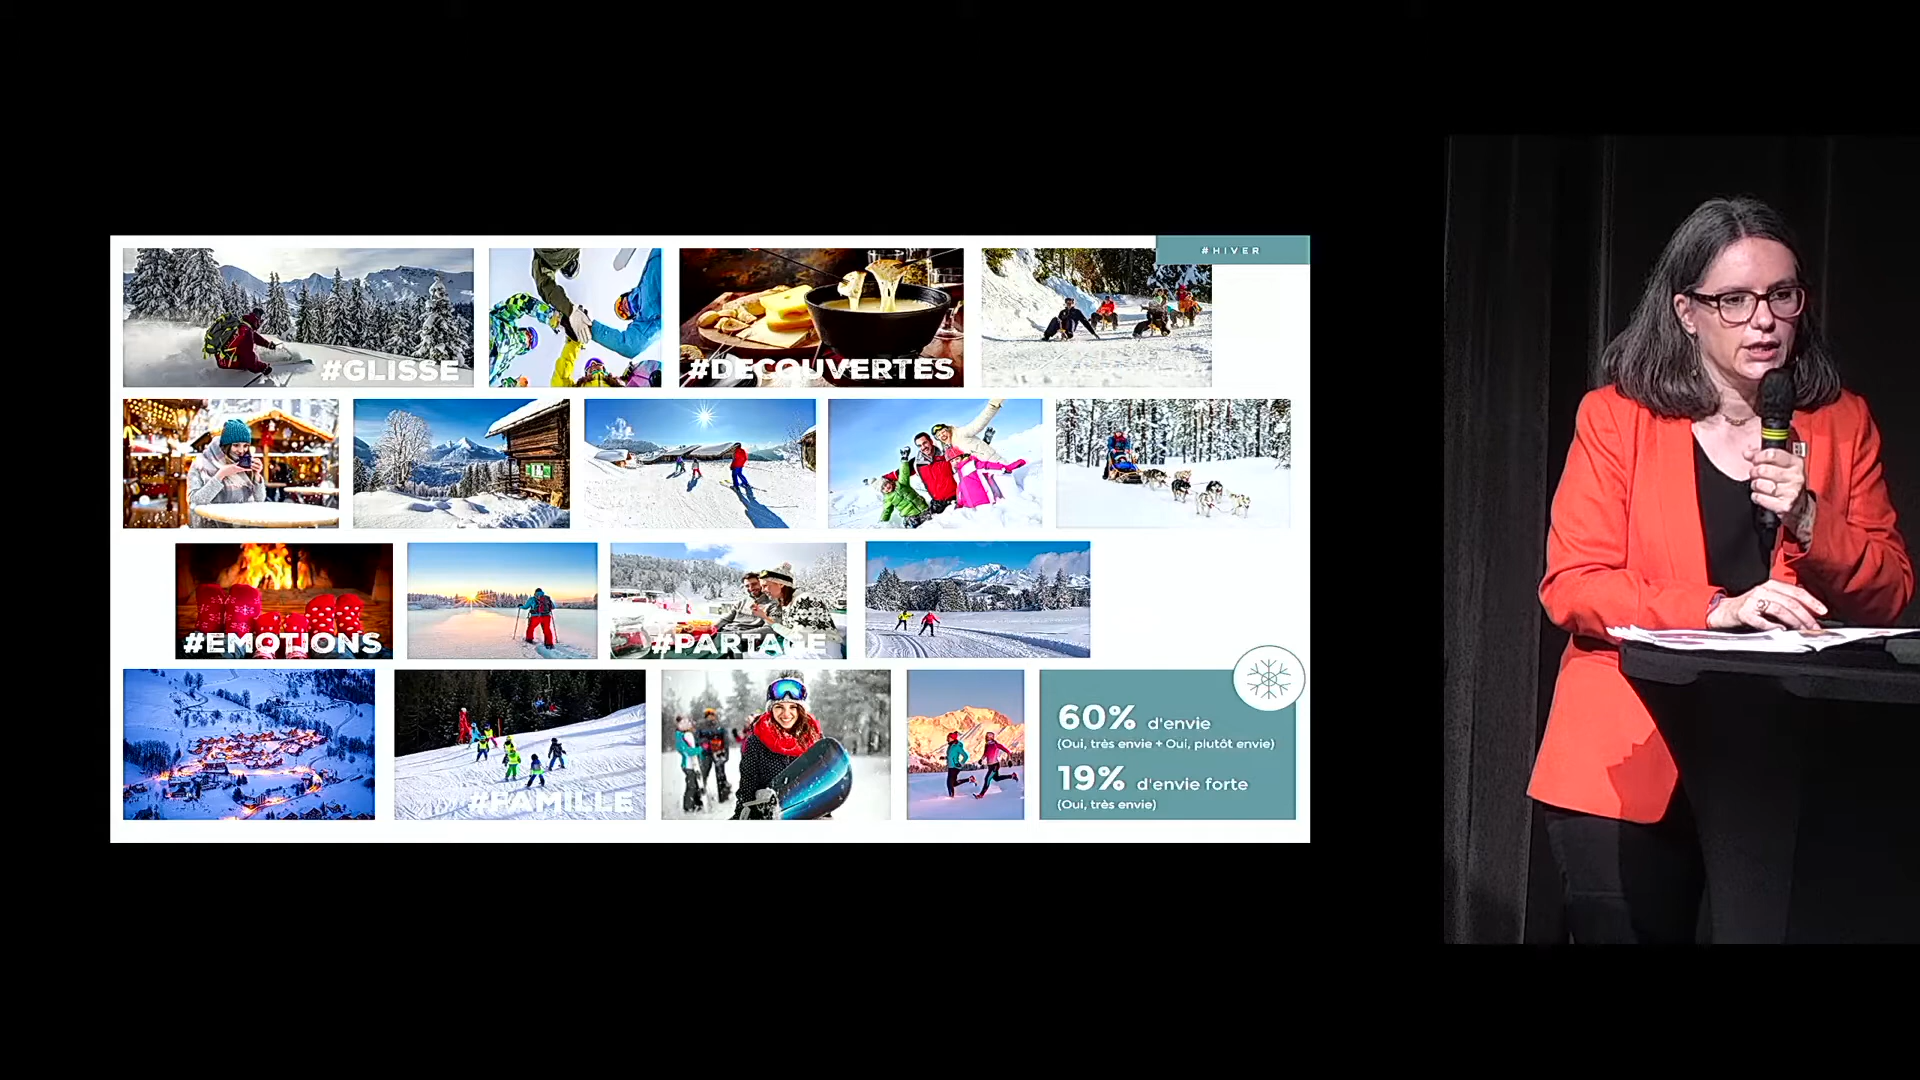 #HIVER
#GLISSE
#DECOUVERTES
#EMOTIONS
#PARTAGE
#FAMILLE
60% d'envie
(Oui, très envie + Oui, plutôt envie)
19% d'envie forte
(Oui, très envie)